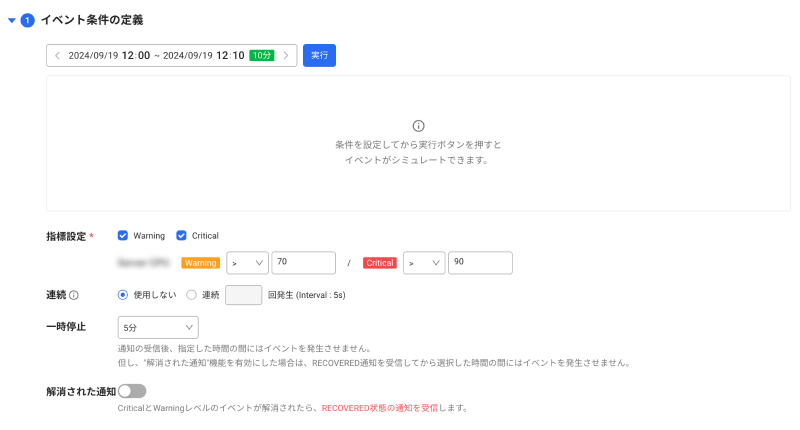 1 イベント条件の定義
2024/09/19 12:00 ~ 2024/09/19 12:10 10分 実行
条件を設定してから実行ボタンを押すと
イベントがシミュレートできます。
指標設定 * Warning Critical
Warning > 70 / Critical > 90
連続 使用しない 連続 回発生 (Interval : 5s)
一時停止 5分
通知の受信後、指定した時間の間にはイベントを発生させません。
但し、"解消された通知"機能を有効にした場合は、RECOVERED通知を受信してから選択した時間の間にはイベントを発生させません。
解消された通知
CriticalとWarningレベルのイベントが解消されたら、RECOVERED状態の通知を受信します。